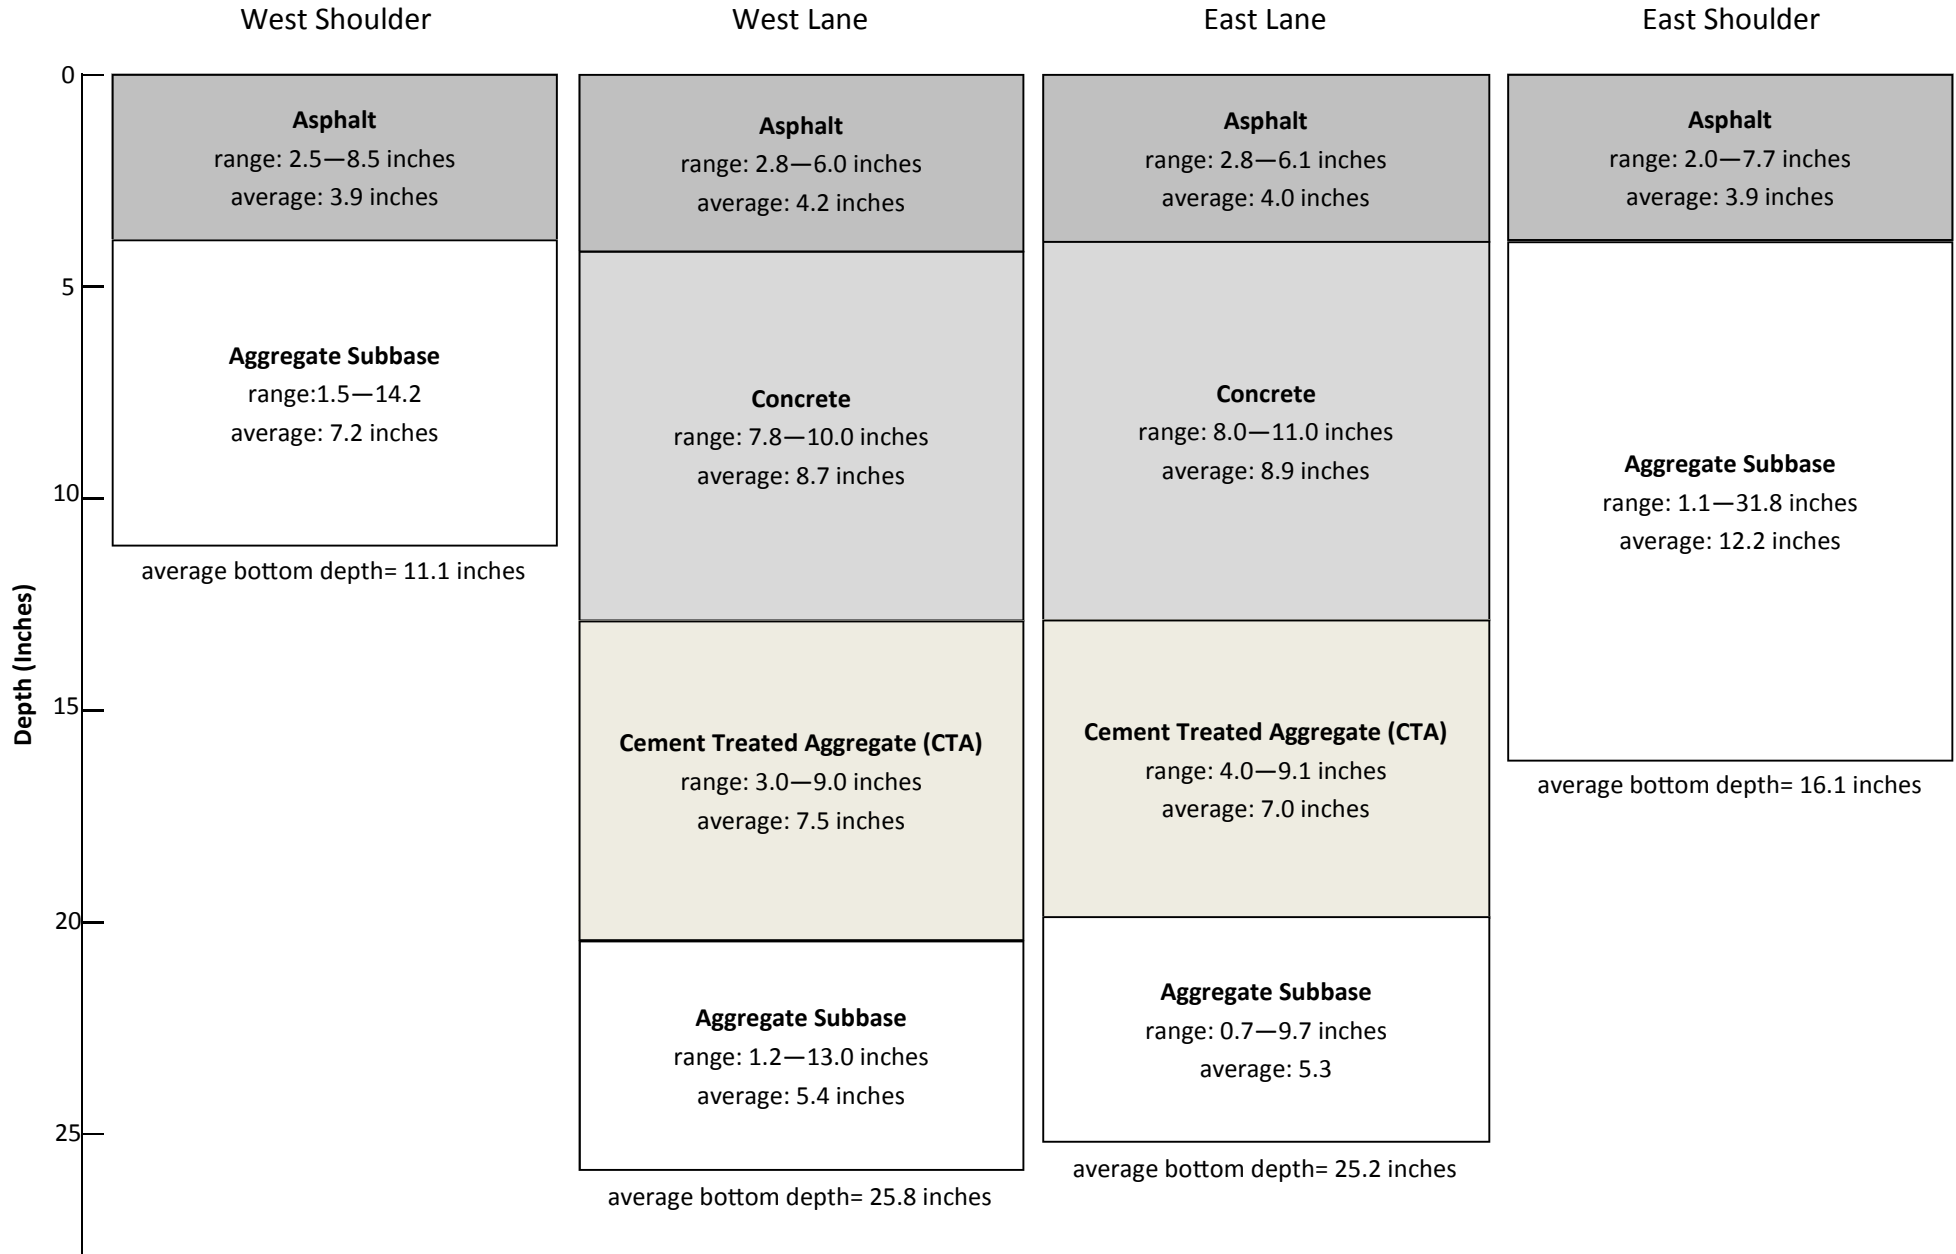 West Shoulder
West Lane
East Lane
East Shoulder
0
5
10
15
20
25
Depth (Inches)
Asphalt
range: 2.5—8.5 inches
average: 3.9 inches
Aggregate Subbase
range:1.5—14.2
average: 7.2 inches
average bottom depth= 11.1 inches
Asphalt
range: 2.8—6.0 inches
average: 4.2 inches
Concrete
range: 7.8—10.0 inches
average: 8.7 inches
Cement Treated Aggregate (CTA)
range: 3.0—9.0 inches
average: 7.5 inches
Aggregate Subbase
range: 1.2—13.0 inches
average: 5.4 inches
average bottom depth= 25.8 inches
Asphalt
range: 2.8—6.1 inches
average: 4.0 inches
Concrete
range: 8.0—11.0 inches
average: 8.9 inches
Cement Treated Aggregate (CTA)
range: 4.0—9.1 inches
average: 7.0 inches
Aggregate Subbase
range: 0.7—9.7 inches
average: 5.3
average bottom depth= 25.2 inches
Asphalt
range: 2.0—7.7 inches
average: 3.9 inches
Aggregate Subbase
range: 1.1—31.8 inches
average: 12.2 inches
average bottom depth= 16.1 inches